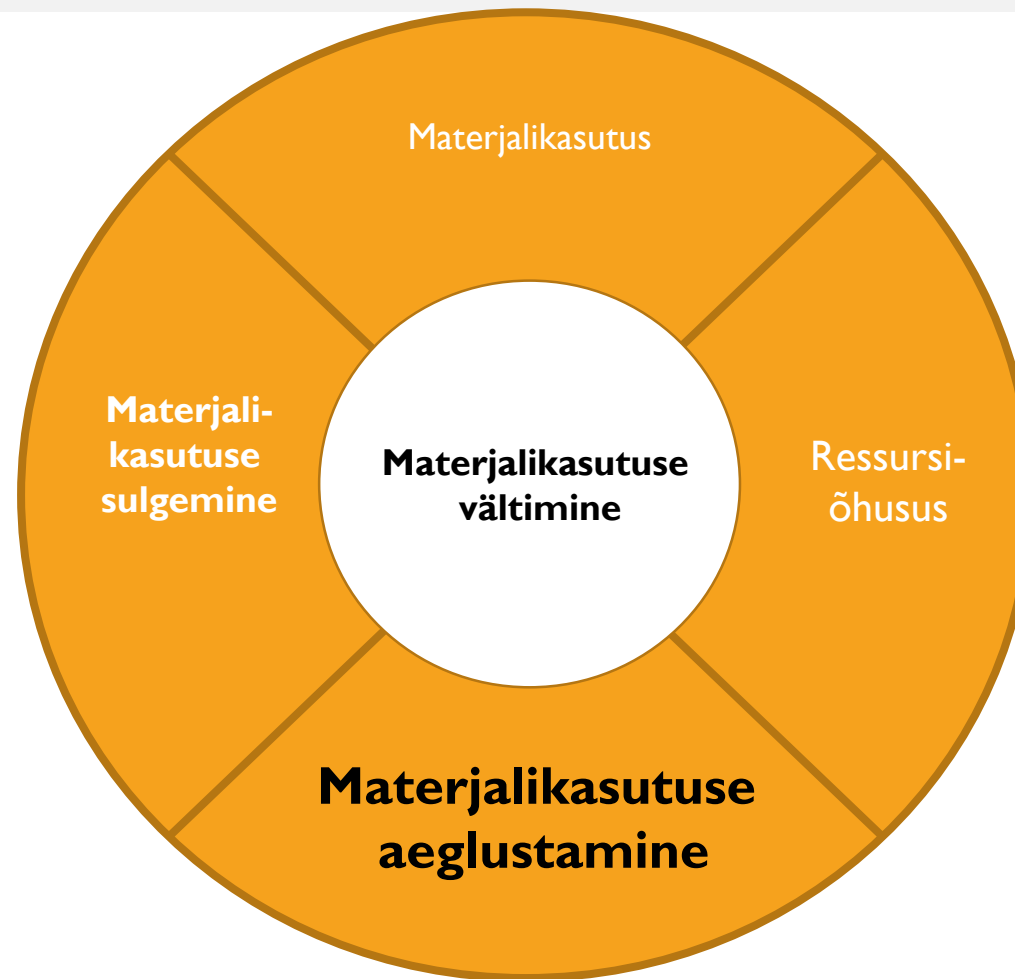 Materjalikasutus
Materjali-
kasutuse
sulgemine
Materjalikasutuse
vältimine
Ressursi-
õhusus
Materjalikasutuse
aeglustamine